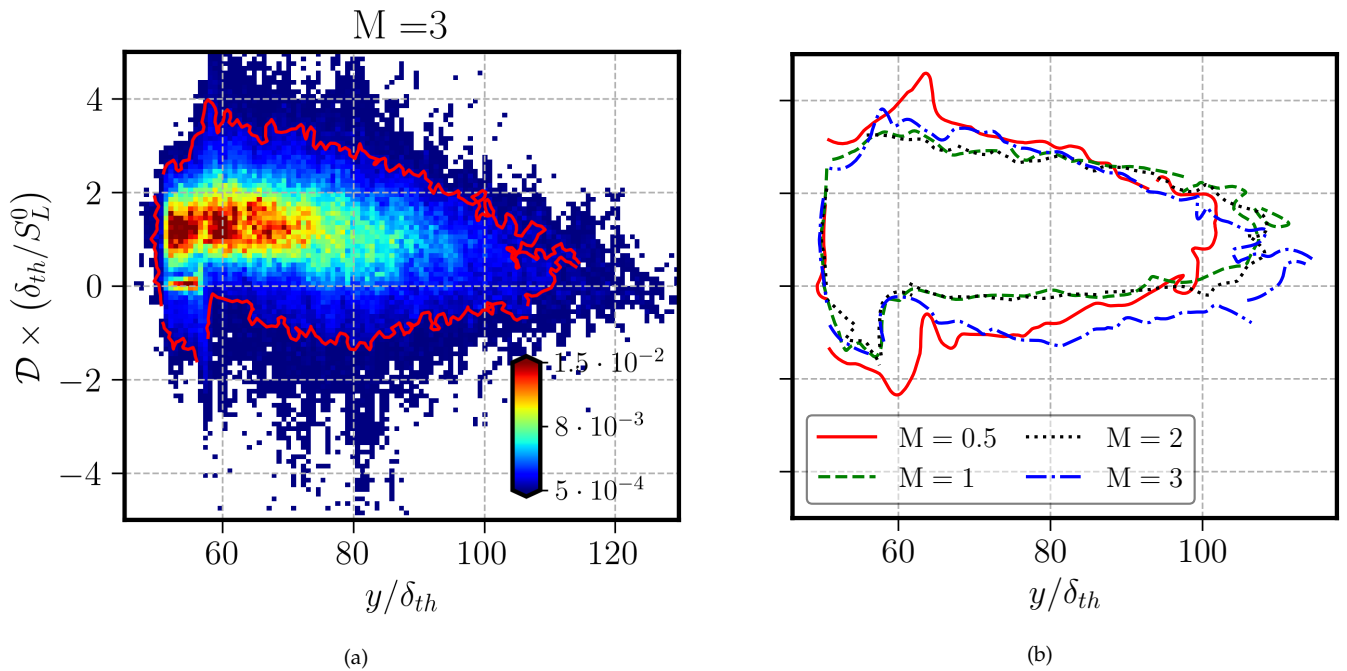 M =3
4
2
0
−2
−4
𝒟 × (δ_th/S_L^0)
1.5 · 10^−2
8 · 10^−3
5 · 10^−4
60 80 100 120
y/δ_th
(a)
M = 0.5 M = 2
M = 1 M = 3
60 80 100
y/δ_th
(b)